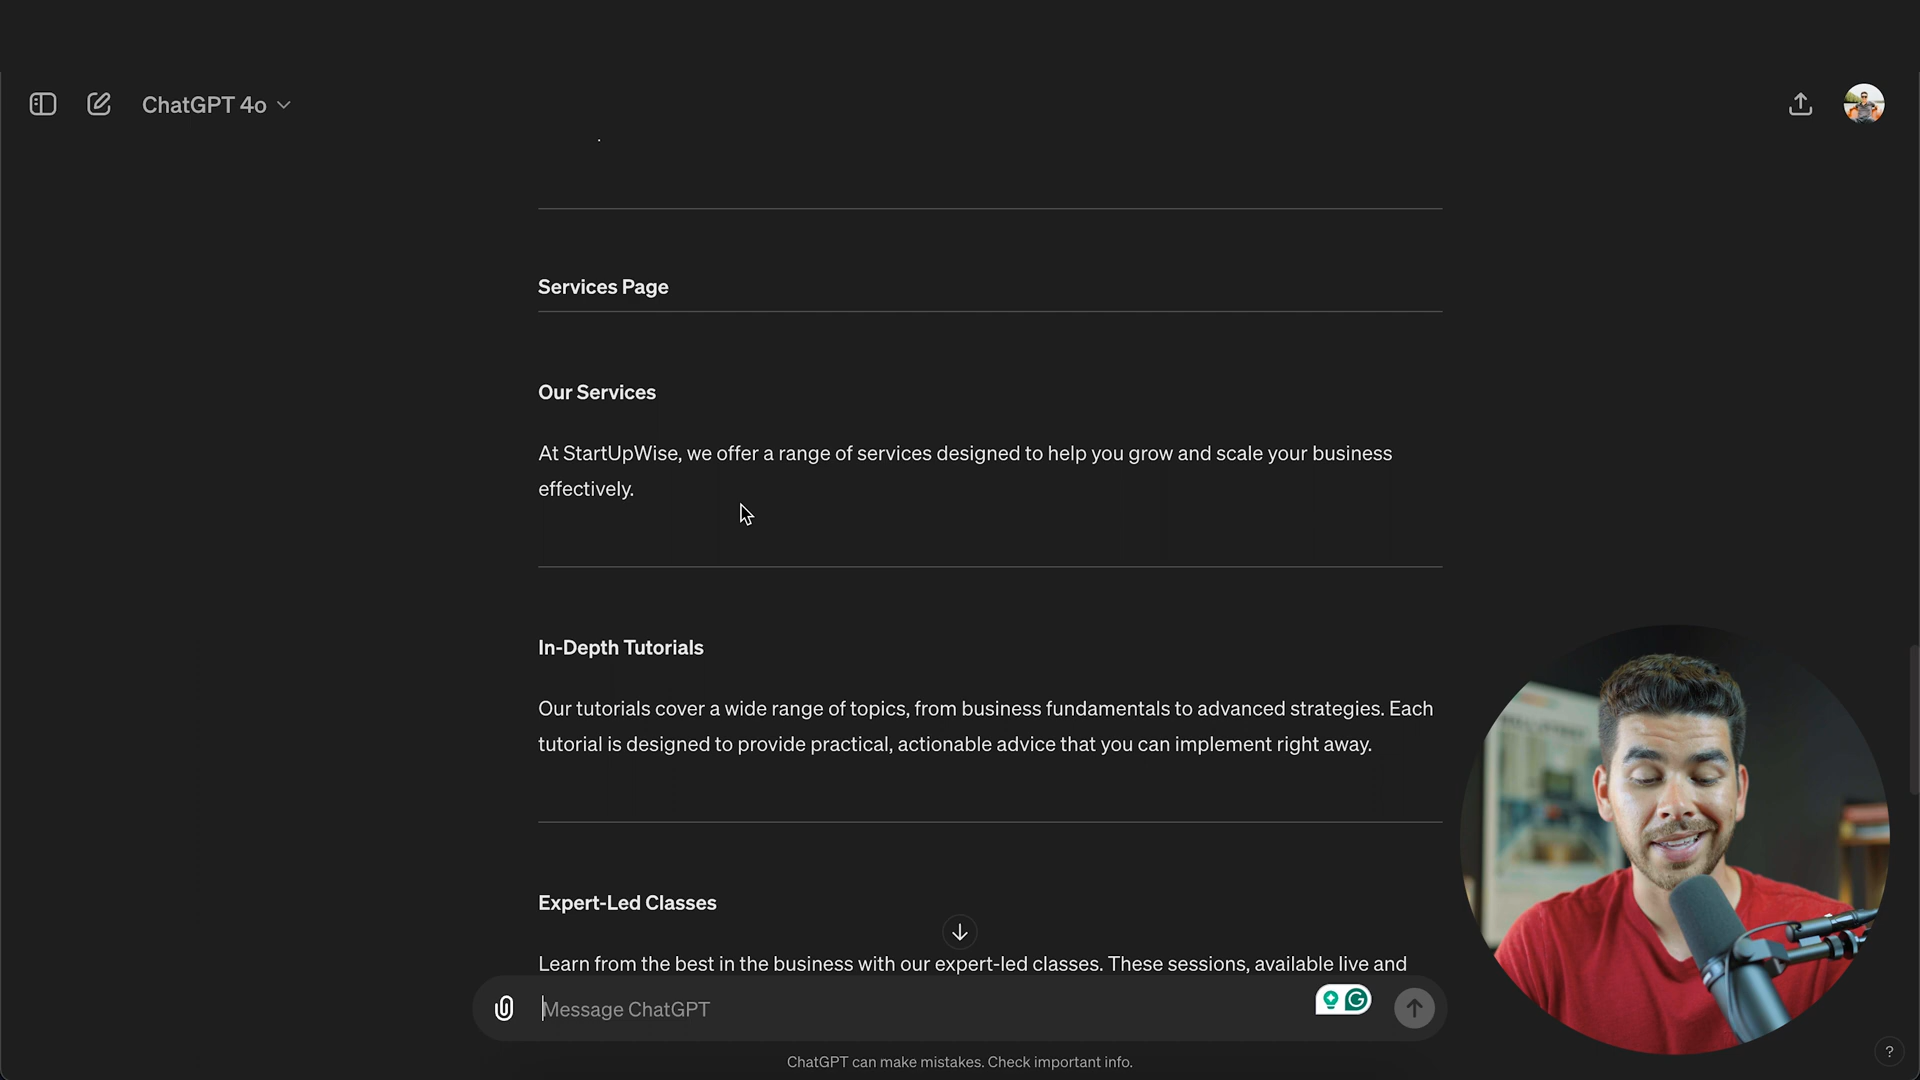 ChatGPT 4o
Services Page
Our Services
At StartUpWise, we offer a range of services designed to help you grow and scale your business
effectively.
In-Depth Tutorials
Our tutorials cover a wide range of topics, from business fundamentals to advanced strategies. Each
tutorial is designed to provide practical, actionable advice that you can implement right away.
Expert-Led Classes
Learn from the best in the business with our expert-led classes. These sessions, available live and
Message ChatGPT
ChatGPT can make mistakes. Check important info.
?